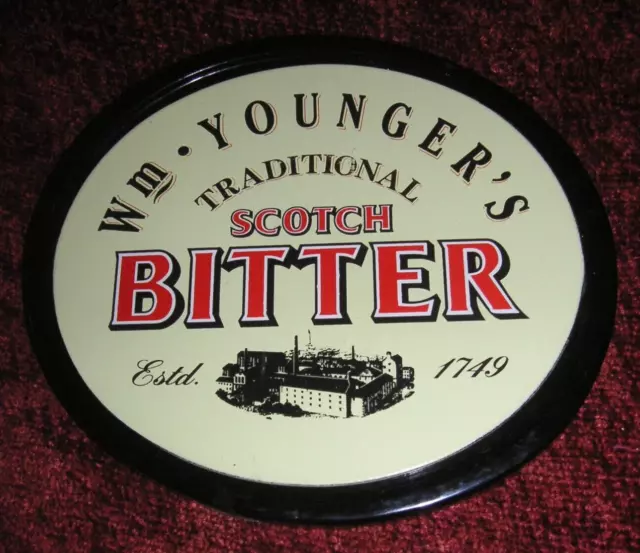 Wm · YOUNGER'S
TRADITIONAL
SCOTCH
BITTER
Estd. 1749